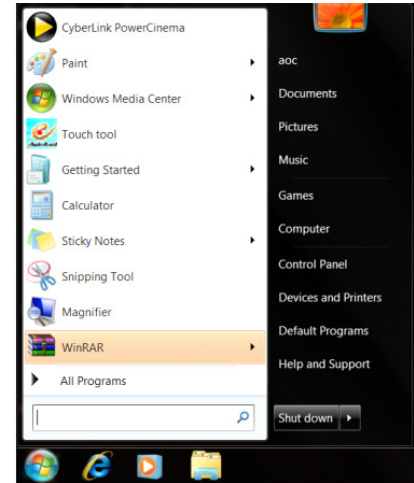 CyberLink PowerCinema
Paint
Windows Media Center
Touch tool
Getting Started
Calculator
Sticky Notes
Snipping Tool
Magnifier
WinRAR
All Programs
aoc
Documents
Pictures
Music
Games
Computer
Control Panel
Devices and Printers
Default Programs
Help and Support
Shut down